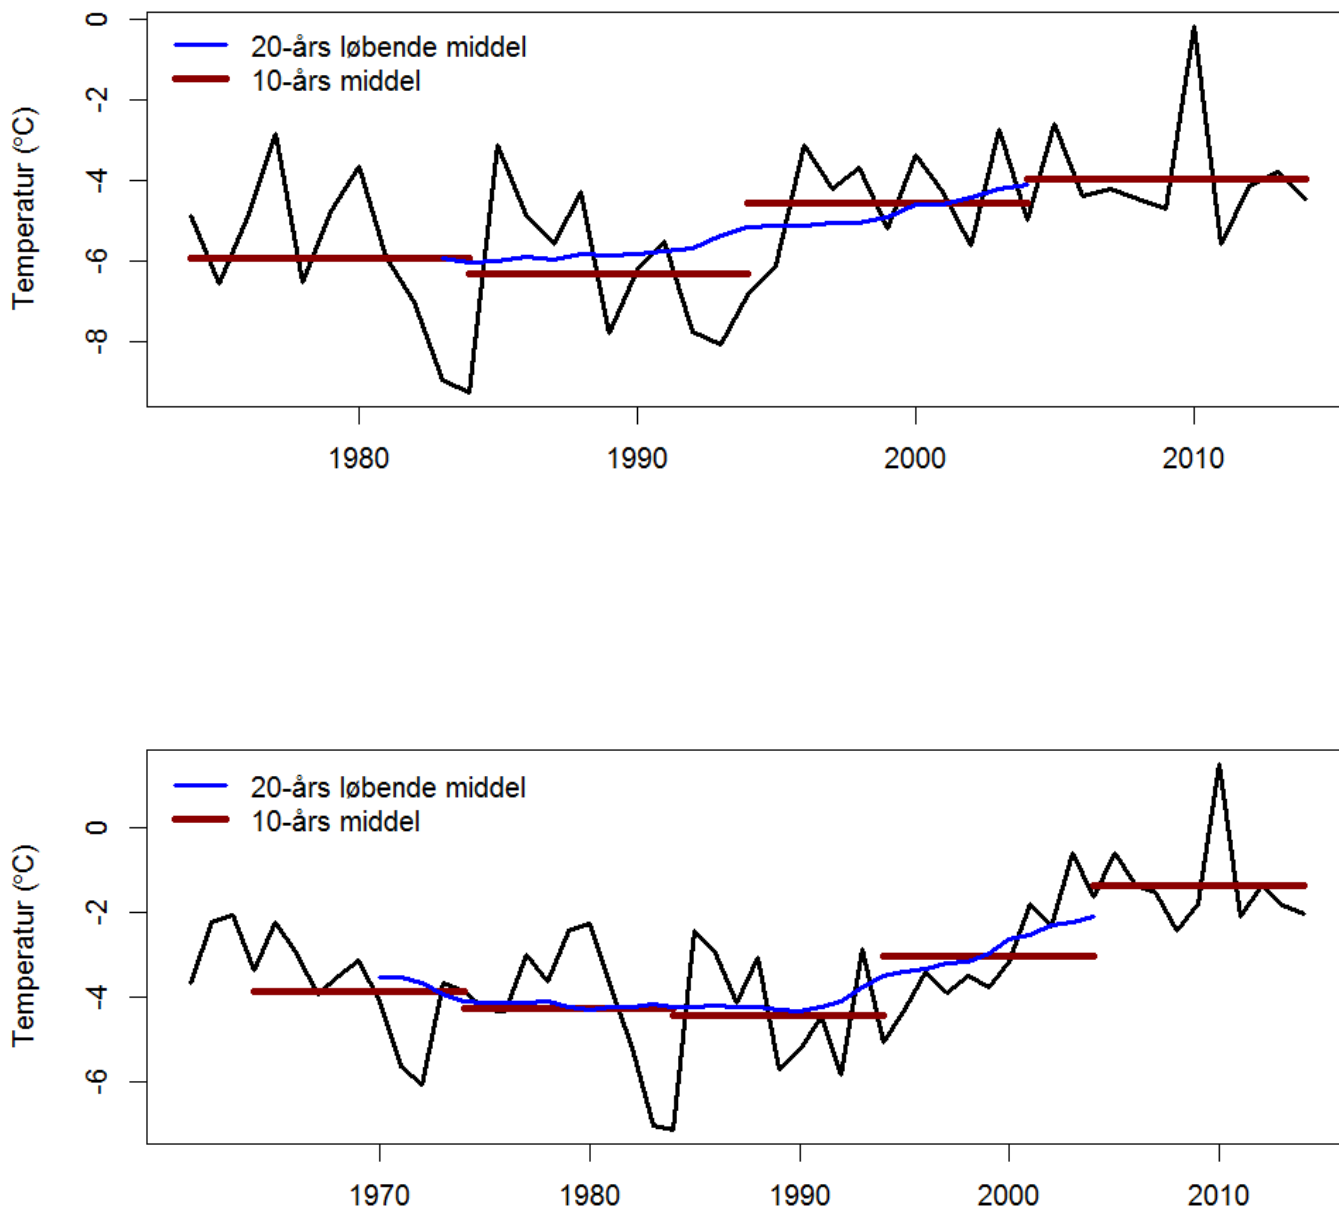 0
20-års løbende middel
-2
10-års middel
Temperatur (°C)
-4
-6
-8
1980 1990 2000 2010
20-års løbende middel
0
10-års middel
Temperatur (°C)
-2
-4
-6
1970 1980 1990 2000 2010